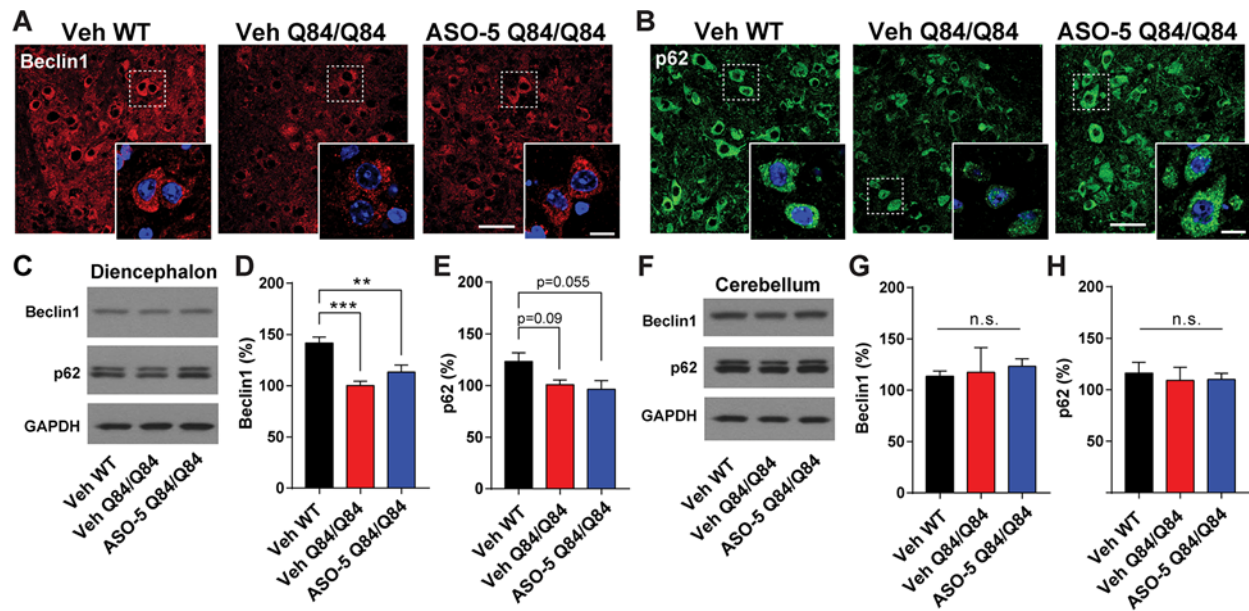 A
Veh WT
Veh Q84/Q84
ASO-5 Q84/Q84
Beclin1
B
Veh WT
Veh Q84/Q84
ASO-5 Q84/Q84
p62
C
Diencephalon
Beclin1
p62
GAPDH
Veh WT
Veh Q84/Q84
ASO-5 Q84/Q84
D
Beclin1 (%)
200
150
100
50
0
**
***
Veh WT
Veh Q84/Q84
ASO-5 Q84/Q84
E
p62 (%)
200
150
100
50
0
p=0.055
p=0.09
Veh WT
Veh Q84/Q84
ASO-5 Q84/Q84
F
Cerebellum
Beclin1
p62
GAPDH
Veh WT
Veh Q84/Q84
ASO-5 Q84/Q84
G
Beclin1 (%)
200
150
100
50
0
n.s.
Veh WT
Veh Q84/Q84
ASO-5 Q84/Q84
H
p62 (%)
200
150
100
50
0
n.s.
Veh WT
Veh Q84/Q84
ASO-5 Q84/Q84